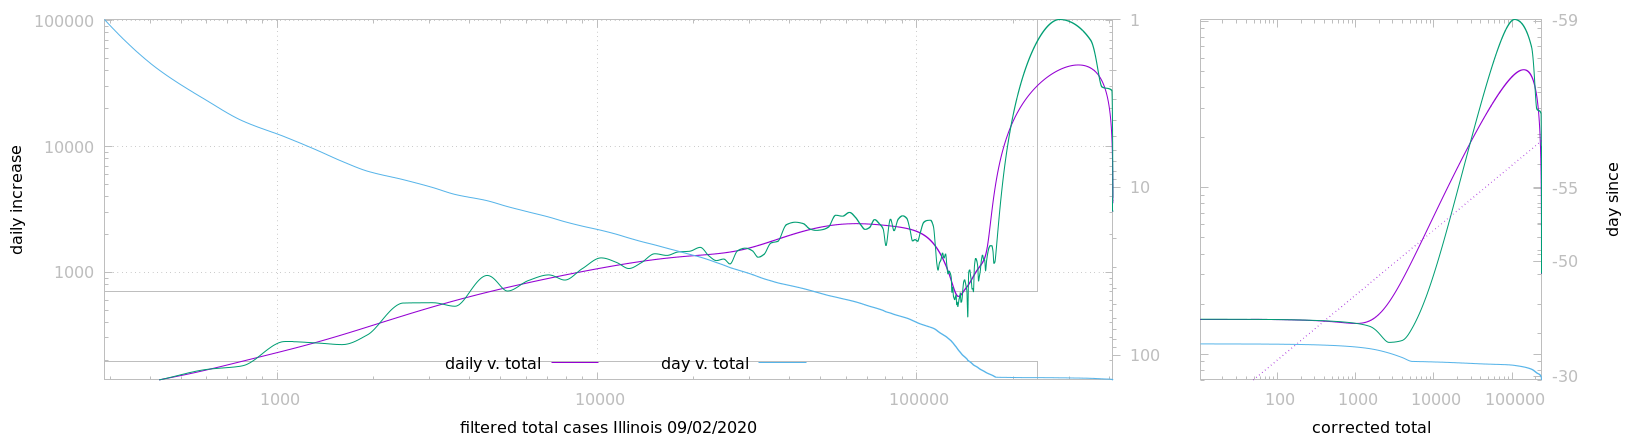 100000
10000
1000
daily increase
1
10
100
daily v. total
day v. total
1000
10000
100000
filtered total cases Illinois 09/02/2020
-59
-55
-50
-30
day since
100
1000
10000
100000
corrected total